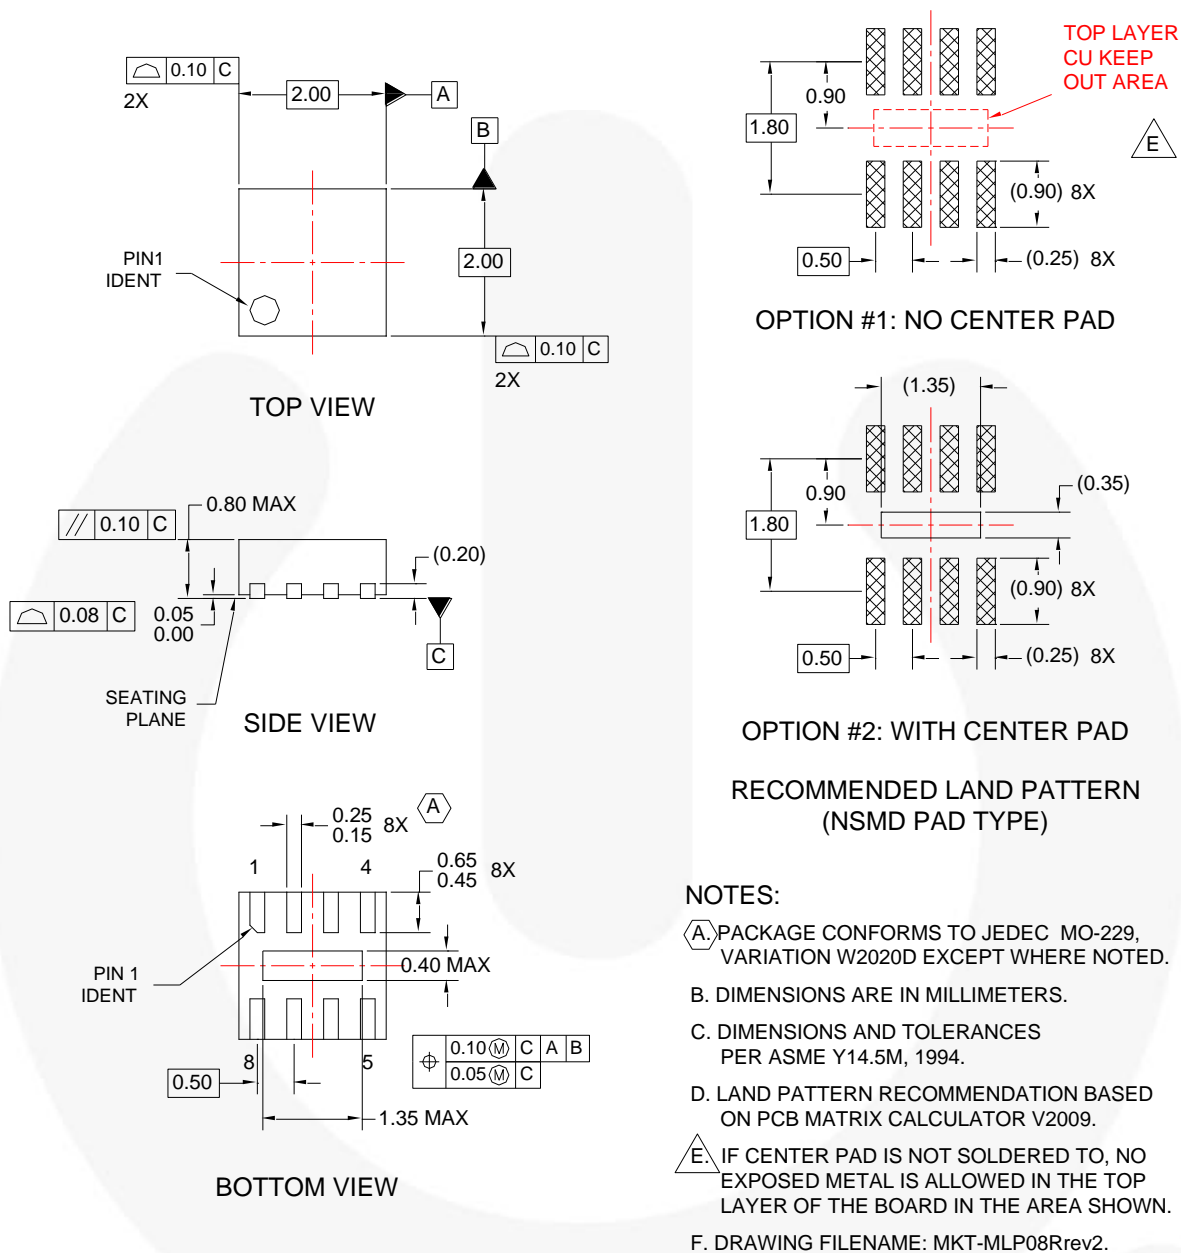 0.10 C
2X
2.00
A
B
PIN1
IDENT
2.00
0.10 C
2X
TOP VIEW
0.80 MAX
// 0.10 C
(0.20)
0.08 C
0.05
0.00
C
SEATING
PLANE
SIDE VIEW
0.25
0.15
8X
A
1
4
0.65
0.45
8X
PIN 1
IDENT
0.40 MAX
8
5
0.10 M C A B
0.05 M C
0.50
1.35 MAX
BOTTOM VIEW
TOP LAYER
CU KEEP
OUT AREA
0.90
1.80
E
(0.90) 8X
0.50
(0.25) 8X
OPTION #1: NO CENTER PAD
(1.35)
(0.35)
0.90
1.80
(0.90) 8X
0.50
(0.25) 8X
OPTION #2: WITH CENTER PAD
RECOMMENDED LAND PATTERN
(NSMD PAD TYPE)
NOTES:
A. PACKAGE CONFORMS TO JEDEC MO-229,
VARIATION W2020D EXCEPT WHERE NOTED.
B. DIMENSIONS ARE IN MILLIMETERS.
C. DIMENSIONS AND TOLERANCES
PER ASME Y14.5M, 1994.
D. LAND PATTERN RECOMMENDATION BASED
ON PCB MATRIX CALCULATOR V2009.
E. IF CENTER PAD IS NOT SOLDERED TO, NO
EXPOSED METAL IS ALLOWED IN THE TOP
LAYER OF THE BOARD IN THE AREA SHOWN.
F. DRAWING FILENAME: MKT-MLP08Rrev2.